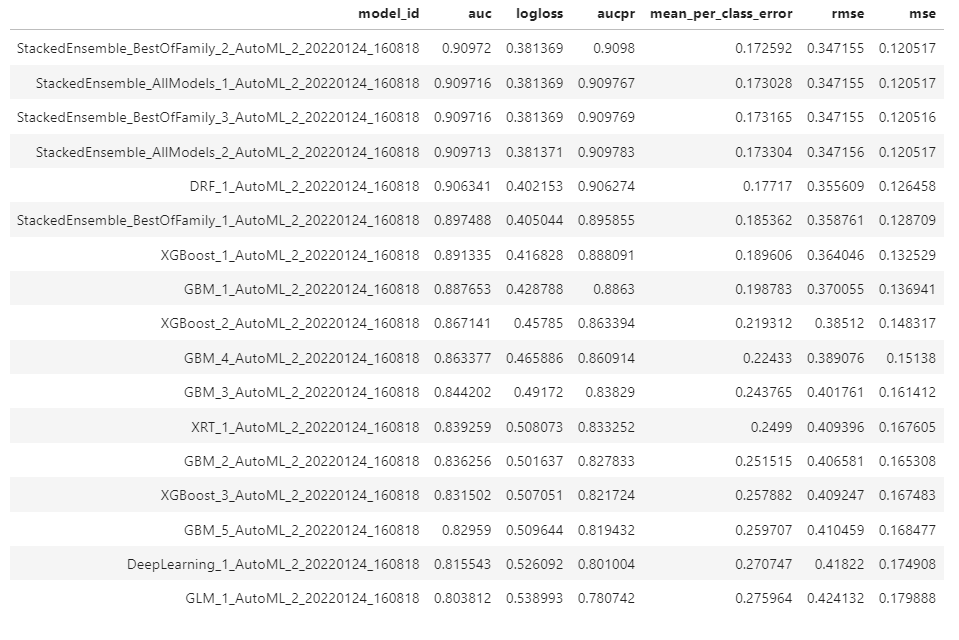 model_id auc logloss aucpr mean_per_class_error rmse mse
StackedEnsemble_BestOfFamily_2_AutoML_2_20220124_160818 0.90972 0.381369 0.9098 0.172592 0.347155 0.120517
StackedEnsemble_AllModels_1_AutoML_2_20220124_160818 0.909716 0.381369 0.909767 0.173028 0.347155 0.120517
StackedEnsemble_BestOfFamily_3_AutoML_2_20220124_160818 0.909716 0.381369 0.909769 0.173165 0.347155 0.120516
StackedEnsemble_AllModels_2_AutoML_2_20220124_160818 0.909713 0.381371 0.909783 0.173304 0.347156 0.120517
DRF_1_AutoML_2_20220124_160818 0.906341 0.402153 0.906274 0.17717 0.355609 0.126458
StackedEnsemble_BestOfFamily_1_AutoML_2_20220124_160818 0.897488 0.405044 0.895855 0.185362 0.358761 0.128709
XGBoost_1_AutoML_2_20220124_160818 0.891335 0.416828 0.888091 0.189606 0.364046 0.132529
GBM_1_AutoML_2_20220124_160818 0.887653 0.428788 0.8863 0.198783 0.370055 0.136941
XGBoost_2_AutoML_2_20220124_160818 0.867141 0.45785 0.863394 0.219312 0.38512 0.148317
GBM_4_AutoML_2_20220124_160818 0.863377 0.465886 0.860914 0.22433 0.389076 0.15138
GBM_3_AutoML_2_20220124_160818 0.844202 0.49172 0.83829 0.243765 0.401761 0.161412
XRT_1_AutoML_2_20220124_160818 0.839259 0.508073 0.833252 0.2499 0.409396 0.167605
GBM_2_AutoML_2_20220124_160818 0.836256 0.501637 0.827833 0.251515 0.406581 0.165308
XGBoost_3_AutoML_2_20220124_160818 0.831502 0.507051 0.821724 0.257882 0.409247 0.167483
GBM_5_AutoML_2_20220124_160818 0.82959 0.509644 0.819432 0.259707 0.410459 0.168477
DeepLearning_1_AutoML_2_20220124_160818 0.815543 0.526092 0.801004 0.270747 0.41822 0.174908
GLM_1_AutoML_2_20220124_160818 0.803812 0.538993 0.780742 0.275964 0.424132 0.179888